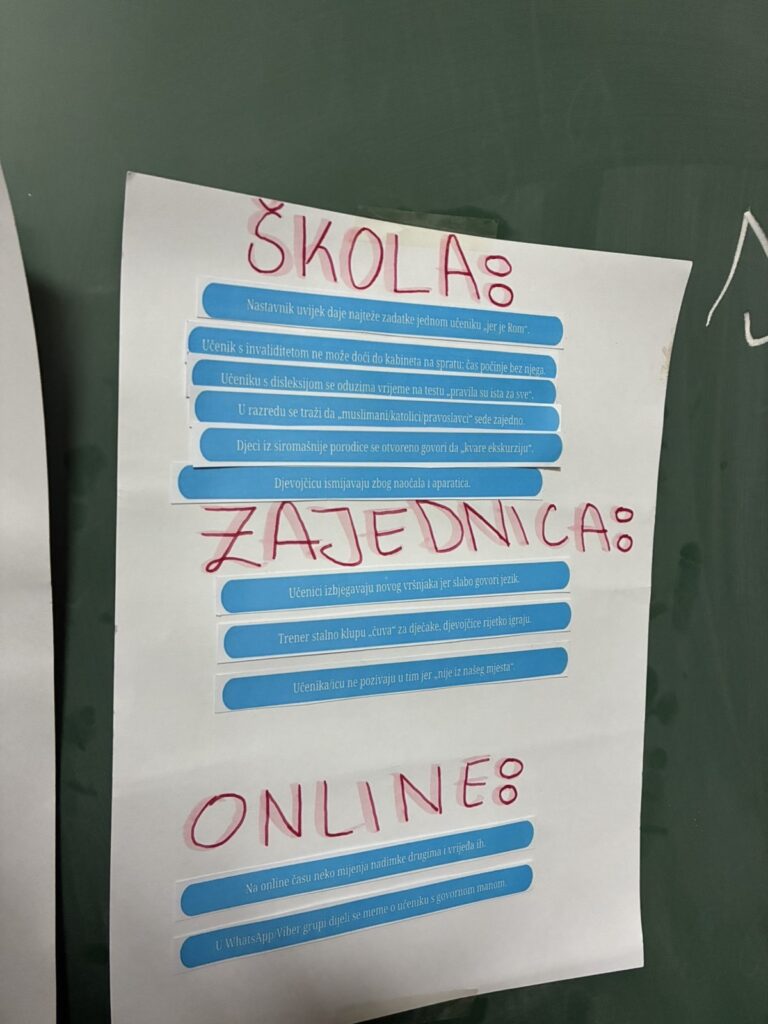 ŠKOLA:
Nastavnik uvijek daje najteže zadatke jednom učeniku „jer je Rom“.
Učenik s invaliditetom ne može doći do kabineta na spratu; čas počinje bez njega.
Učeniku s disleksijom se oduzima vrijeme na testu „pravila su ista za sve“.
U razredu se traži da „muslimani/katolici/pravoslavci“ sede zajedno.
Djeci iz siromašnije porodice se otvoreno govori da „kvare ekskurziju“.
Djevojčicu ismijavaju zbog naočala i aparatića.
ZAJEDNICA:
Učenici izbjegavaju novog vršnjaka jer slabo govori jezik.
Trener stalno klupu „čuva“ za dječake, djevojčice rijetko igraju.
Učenika/icu ne pozivaju u tim jer „nije iz našeg mjesta“.
ONLINE:
Na online času neko mijenja nadimke drugima i vrijeđa ih.
U WhatsApp/Viber grupi dijeli se meme o učeniku s govornom manom.